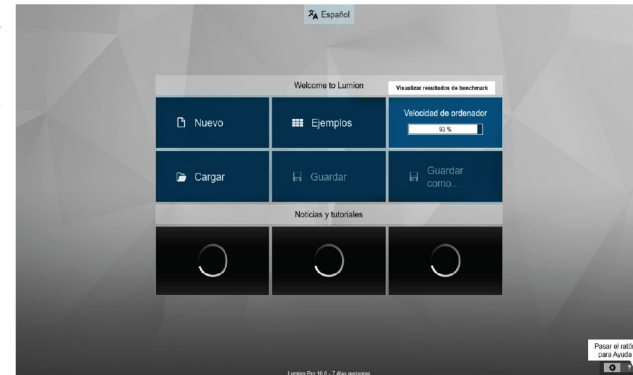 Español
Welcome to Lumion
Visualizar resultados de benchmark
Nuevo
Ejemplos
Velocidad de ordenador
93 %
Cargar
Guardar
Guardar
como...
Noticias y tutoriales
Pasar el ratón
para Ayuda
?
Lumion Pro 10.0 - 7 días restantes